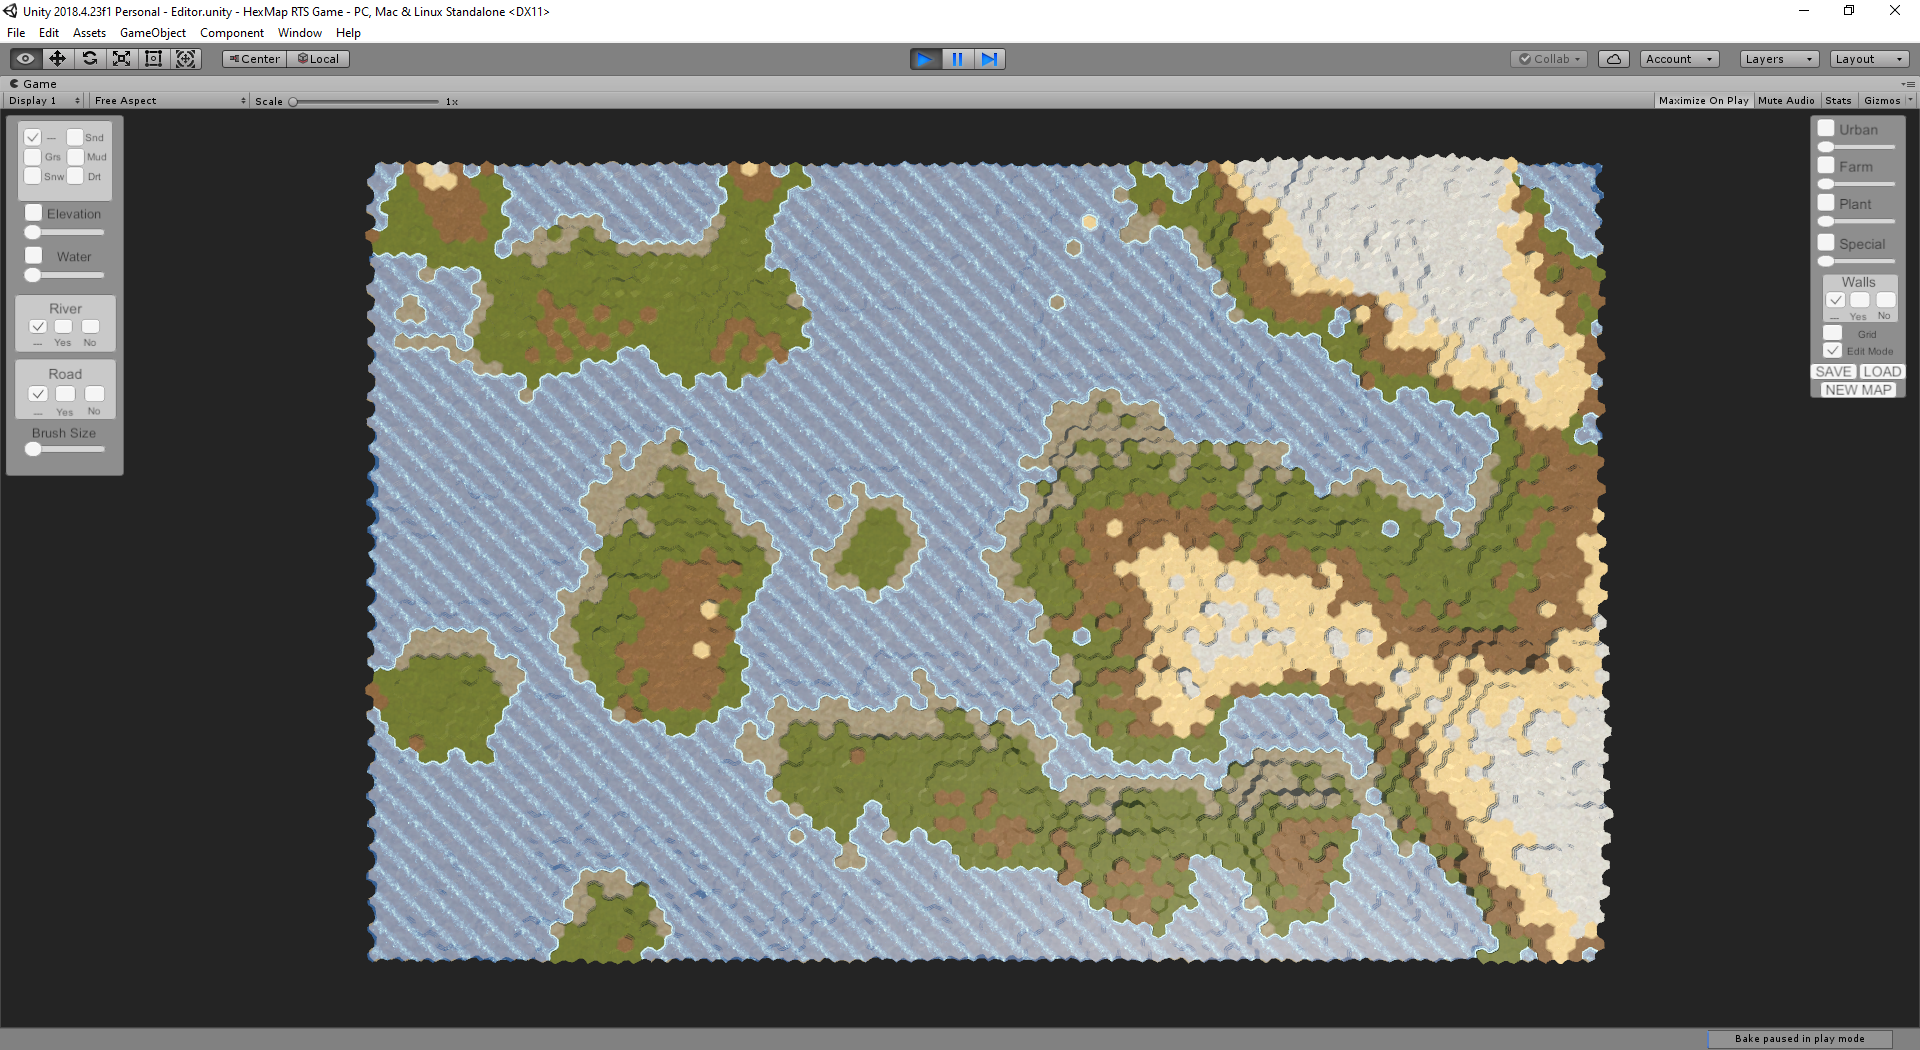 Unity 2018.4.23f1 Personal - Editor.unity - HexMap RTS Game - PC, Mac & Linux Standalone <DX11>
File Edit Assets GameObject Component Window Help
Center Local Collab Account Layers Layout
Game
Display 1 Free Aspect Scale 1x Maximize On Play Mute Audio Stats Gizmos
--- Snd
Grs Mud
Snw Drt
Elevation
Water
River
--- Yes No
Road
--- Yes No
Brush Size
Urban
Farm
Plant
Special
Walls
--- Yes No
Grid
Edit Mode
SAVE LOAD
NEW MAP
Bake paused in play mode